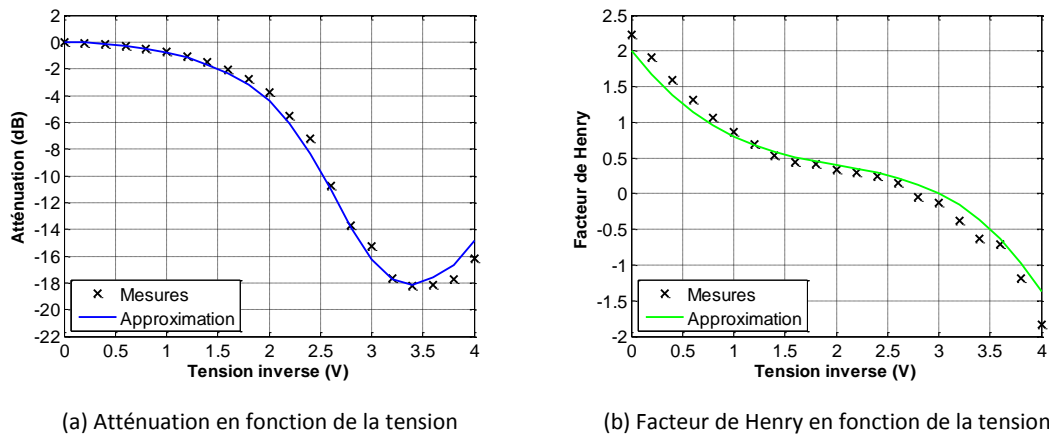 2
0
-2
-4
-6
-8
-10
-12
-14
-16
-18
-20
-22
0 0.5 1 1.5 2 2.5 3 3.5 4
Atténuation (dB)
Tension inverse (V)
Mesures
Approximation
(a) Atténuation en fonction de la tension
2.5
2
1.5
1
0.5
0
-0.5
-1
-1.5
-2
0 0.5 1 1.5 2 2.5 3 3.5 4
Facteur de Henry
Tension inverse (V)
Mesures
Approximation
(b) Facteur de Henry en fonction de la tension